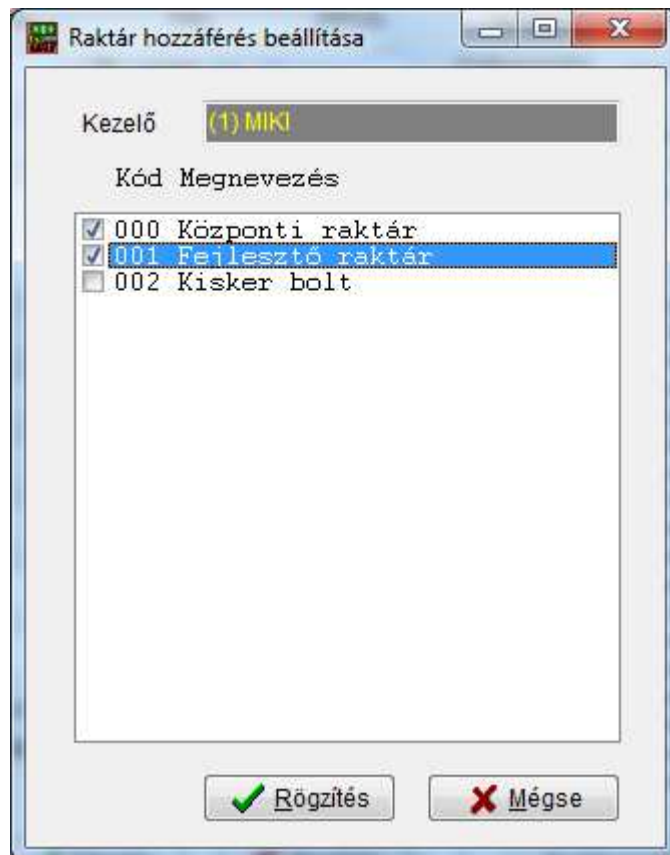 Raktár hozzáférés beállítása
Kezelő (1) MIKI
Kód Megnevezés
000 Központi raktár
001 Fejlesztő raktár
002 Kisker bolt
Rögzítés Mégse